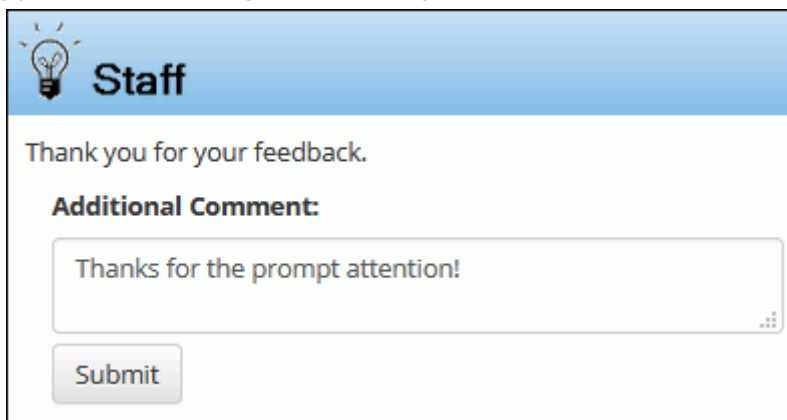 Staff
Thank you for your feedback.
Additional Comment:
Thanks for the prompt attention!
Submit